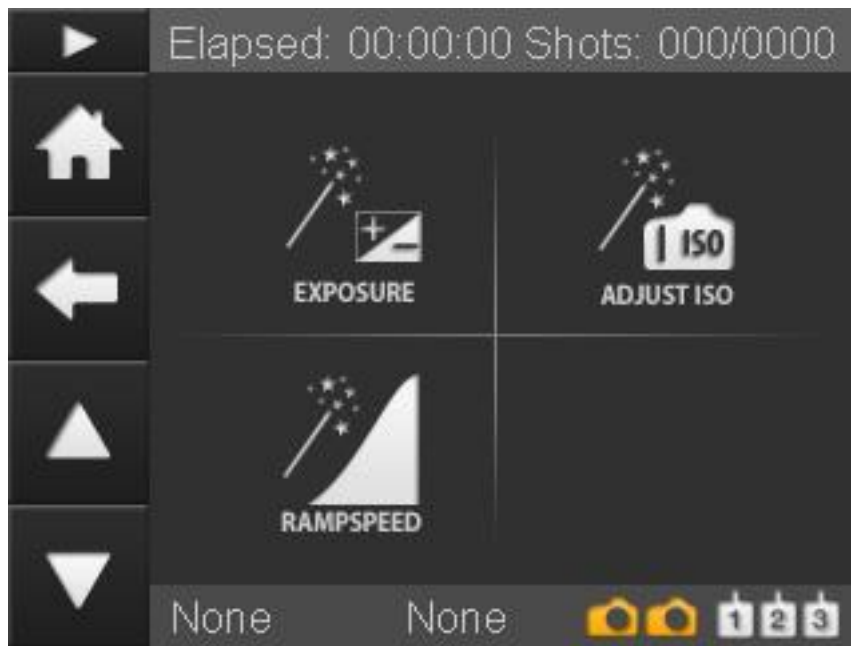 Elapsed: 00:00:00 Shots: 000/0000
EXPOSURE
ISO
ADJUST ISO
RAMPSPEED
None None 1 2 3